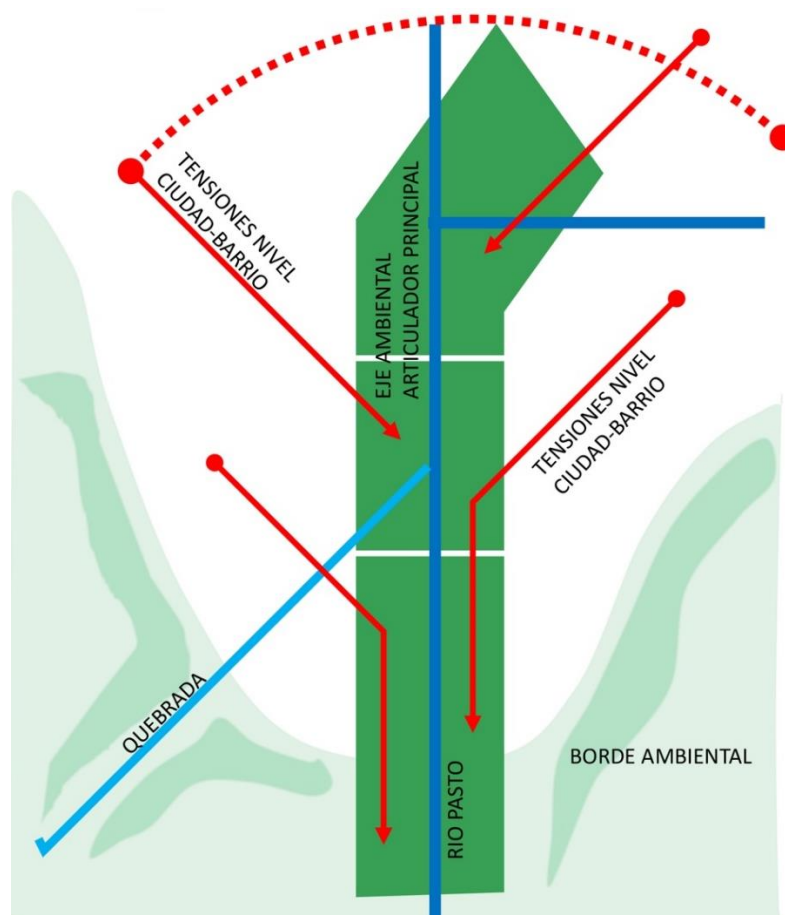 TENSIONES NIVEL
CIUDAD-BARRIO
EJE AMBIENTAL
ARTICULADOR PRINCIPAL
TENSIONES NIVEL
CIUDAD-BARRIO
QUEBRADA
BORDE AMBIENTAL
RIO PASTO